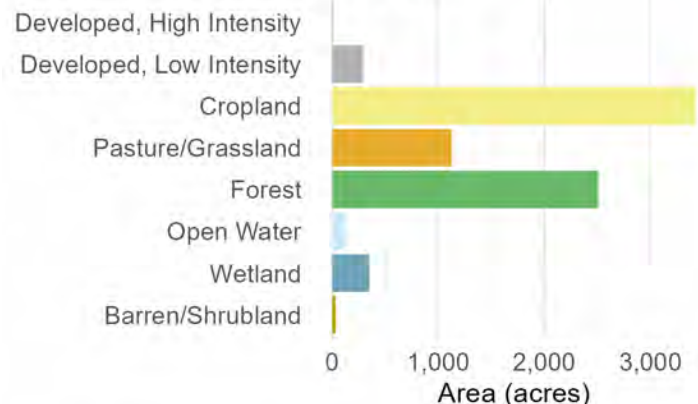 Developed, High Intensity
Developed, Low Intensity
Cropland
Pasture/Grassland
Forest
Open Water
Wetland
Barren/Shrubland
0 1,000 2,000 3,000
Area (acres)